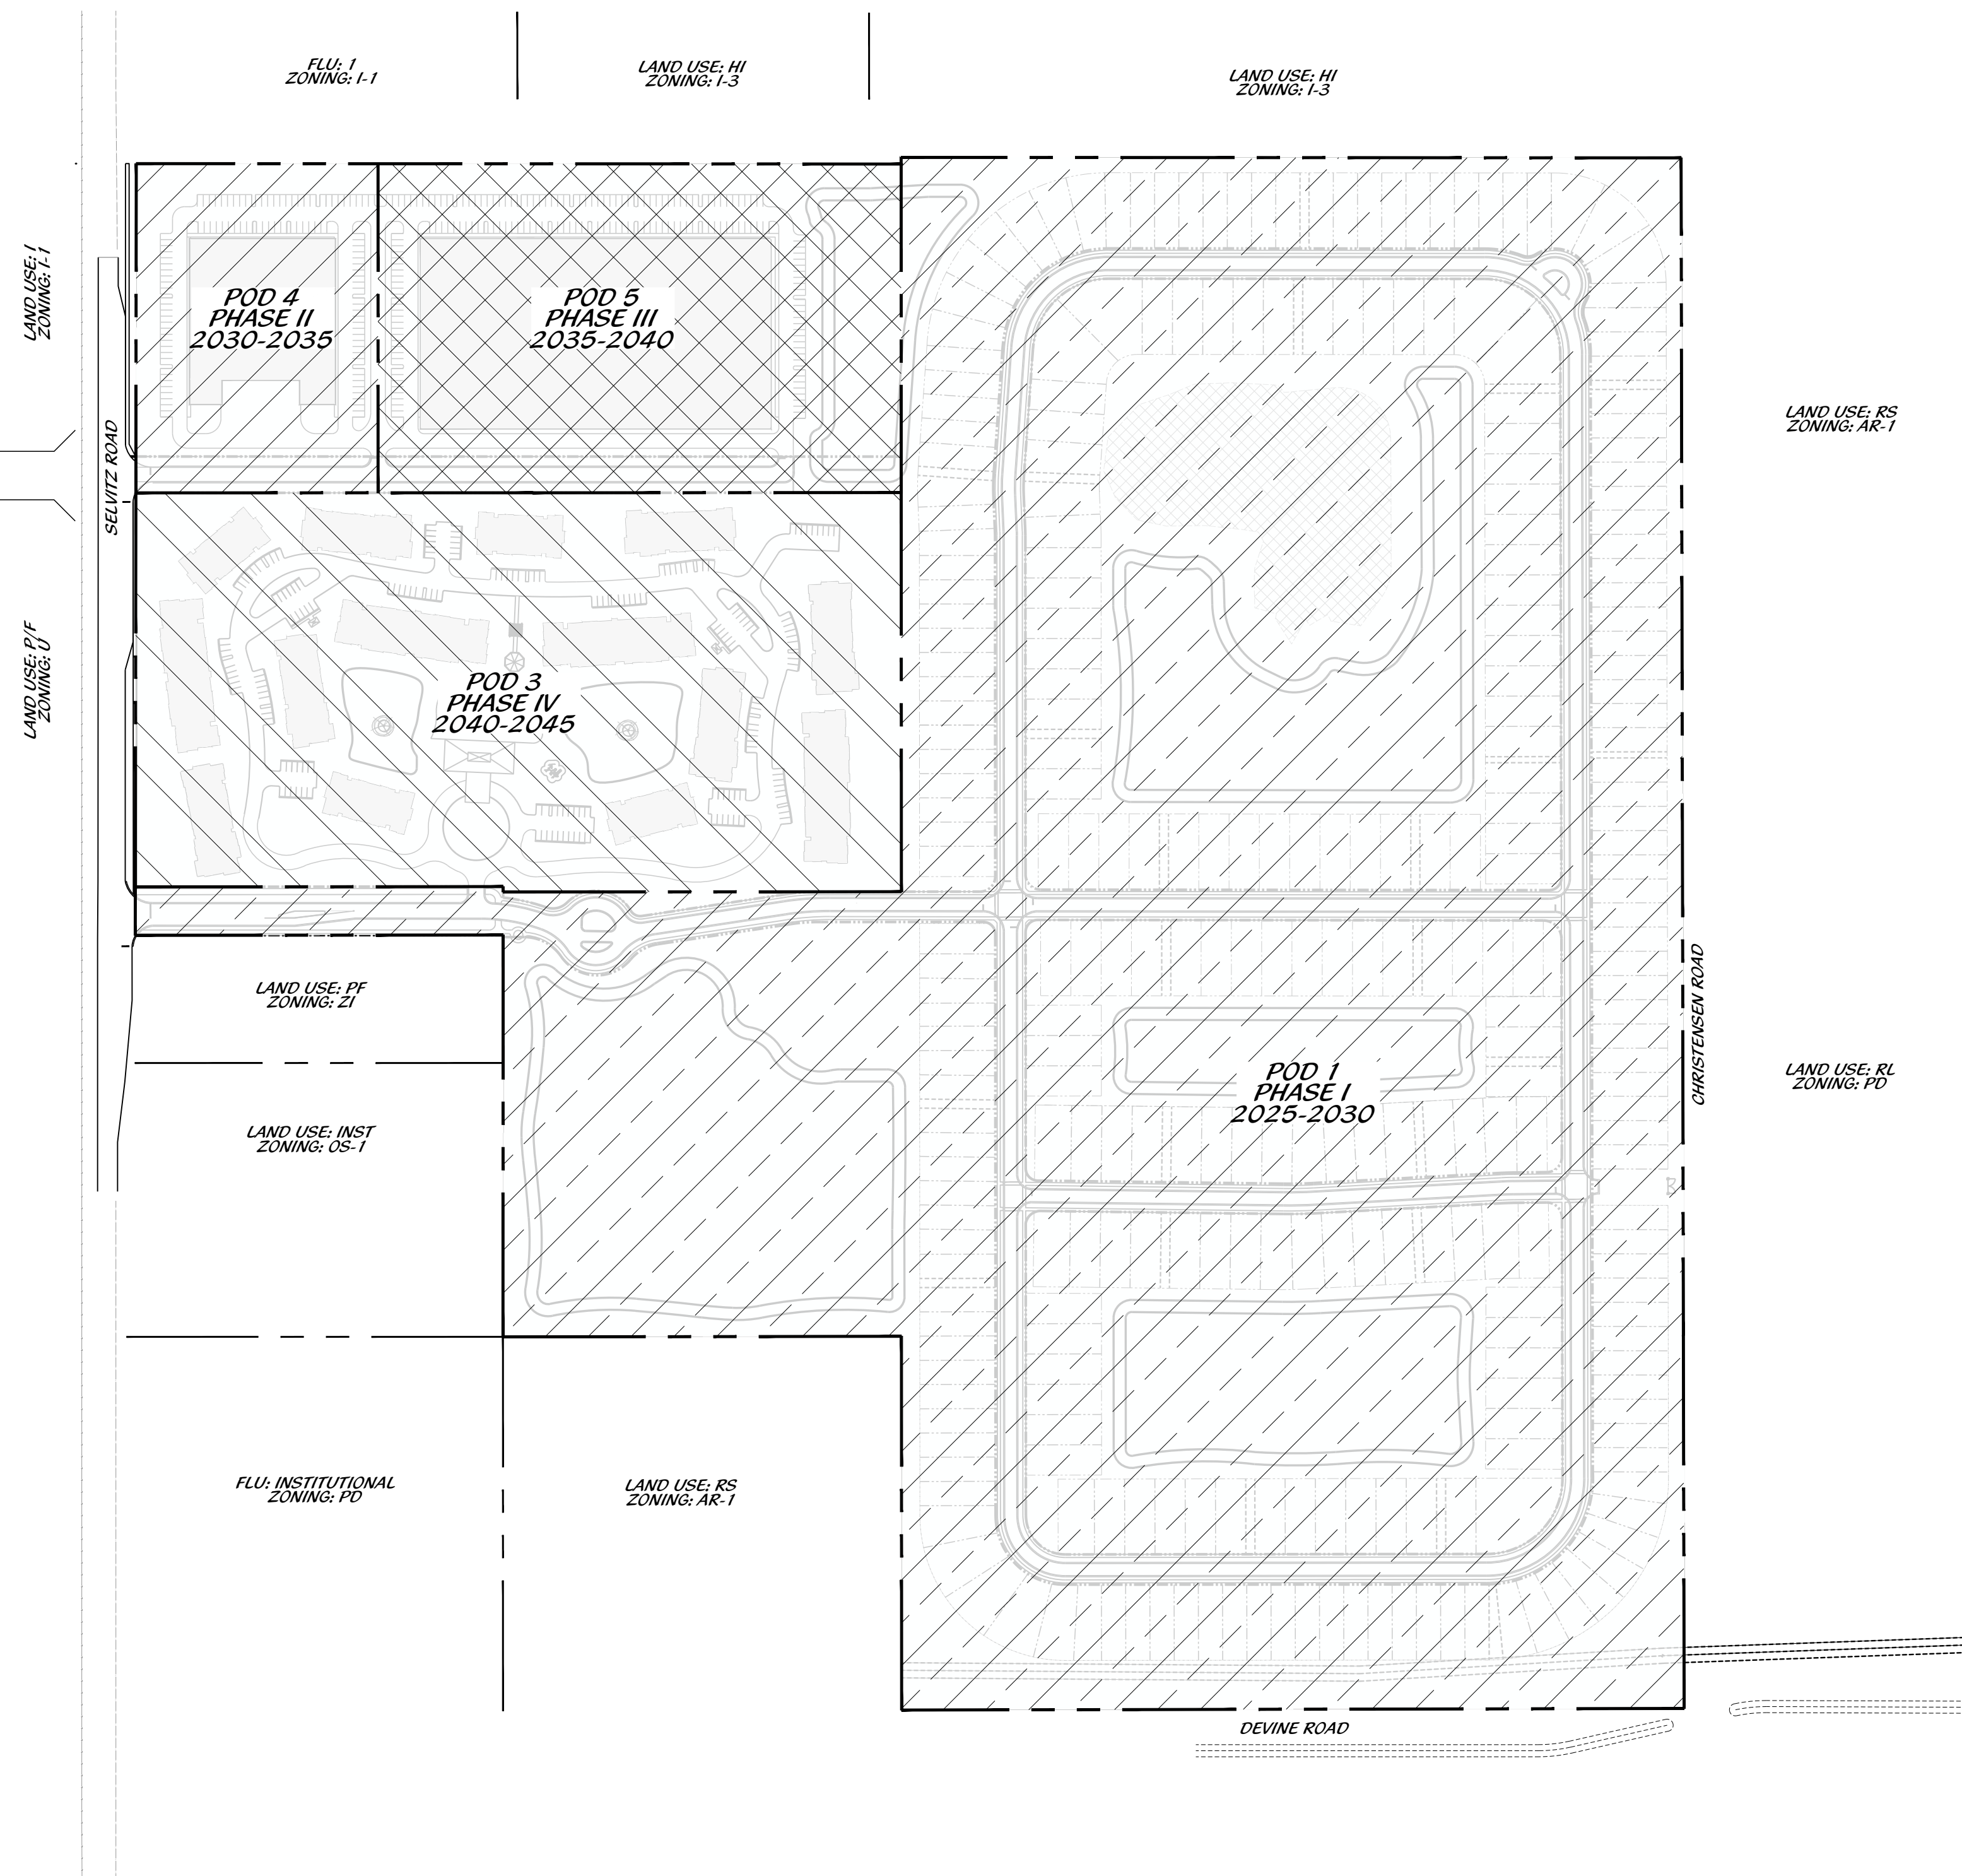 FLU: 1
ZONING: I-1
LAND USE: HI
ZONING: I-3
LAND USE: HI
ZONING: I-3
LAND USE: I
ZONING: I-1
POD 4
PHASE II
2030-2035
POD 5
PHASE III
2035-2040
SELVITZ ROAD
LAND USE: RS
ZONING: AR-1
LAND USE: P/F
ZONING: U
POD 3
PHASE IV
2040-2045
LAND USE: PF
ZONING: ZI
CHRISTENSEN ROAD
POD 1
PHASE I
2025-2030
LAND USE: RL
ZONING: PD
LAND USE: INST
ZONING: OS-1
FLU: INSTITUTIONAL
ZONING: PD
LAND USE: RS
ZONING: AR-1
DEVINE ROAD